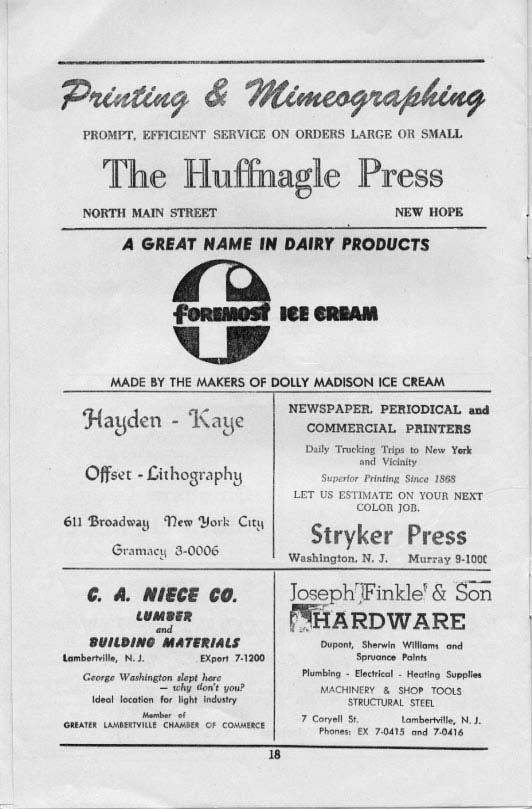 Printing & Mimeographing
PROMPT, EFFICIENT SERVICE ON ORDERS LARGE OR SMALL
The Huffnagle Press
NORTH MAIN STREET NEW HOPE
A GREAT NAME IN DAIRY PRODUCTS
f
FOREMOST ICE CREAM
MADE BY THE MAKERS OF DOLLY MADISON ICE CREAM
Hayden - Kaye
Offset - Lithography
611 Broadway New York City
Gramacy 3-0006
NEWSPAPER, PERIODICAL and
COMMERCIAL PRINTERS
Daily Trucking Trips to New York
and Vicinity
Superior Printing Since 1868
LET US ESTIMATE ON YOUR NEXT
COLOR JOB.
Stryker Press
Washington, N. J. Murray 9-1000
C. A. NIECE CO.
LUMBER
and
BUILDING MATERIALS
Lambertville, N. J. EXport 7-1200
George Washington slept here
— why don't you?
Ideal location for light industry
Member of
GREATER LAMBERTVILLE CHAMBER OF COMMERCE
Joseph Finkle & Son
HARDWARE
Dupont, Sherwin Williams and
Spruance Paints
Plumbing - Electrical - Heating Supplies
MACHINERY & SHOP TOOLS
STRUCTURAL STEEL
7 Coryell St. Lambertville, N. J.
Phones: EX 7-0415 and 7-0416
18